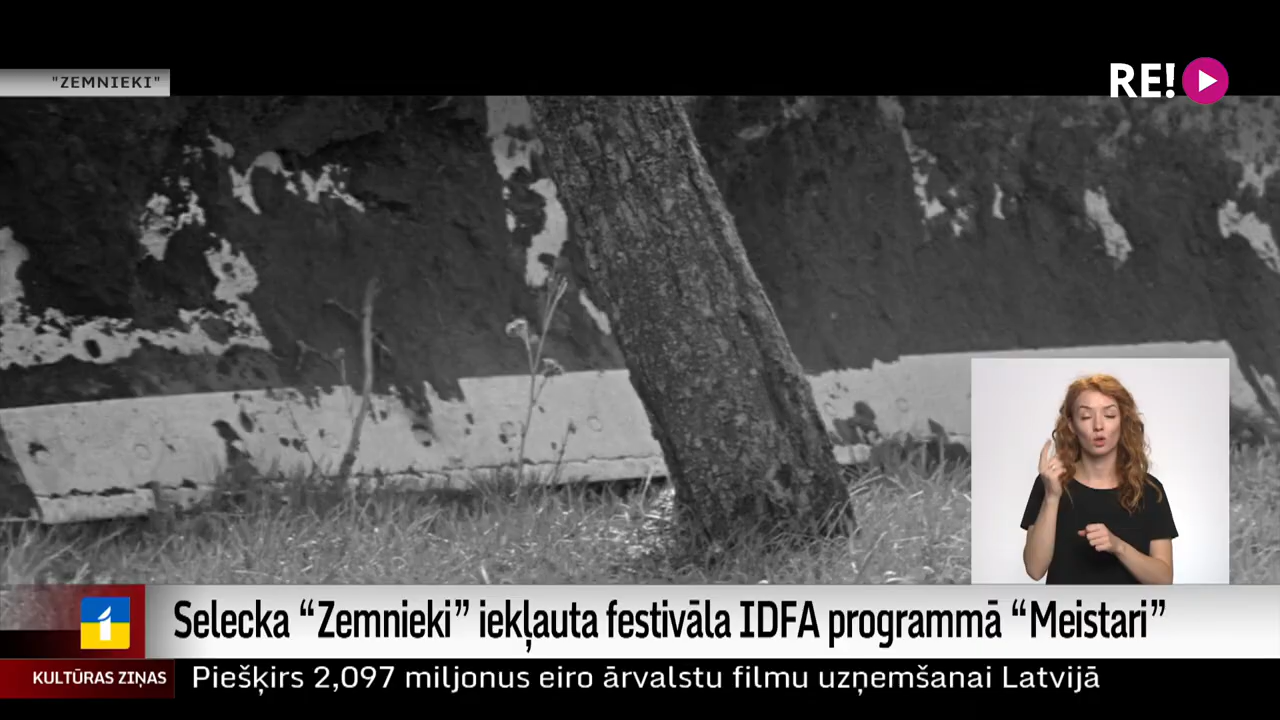 "ZEMNIEKI"
RE!
Selecka “Zemnieki” iekļauta festivāla IDFA programmā “Meistari”
1
KULTŪRAS ZIŅAS
Piešķirs 2,097 miljonus eiro ārvalstu filmu uzņemšanai Latvijā